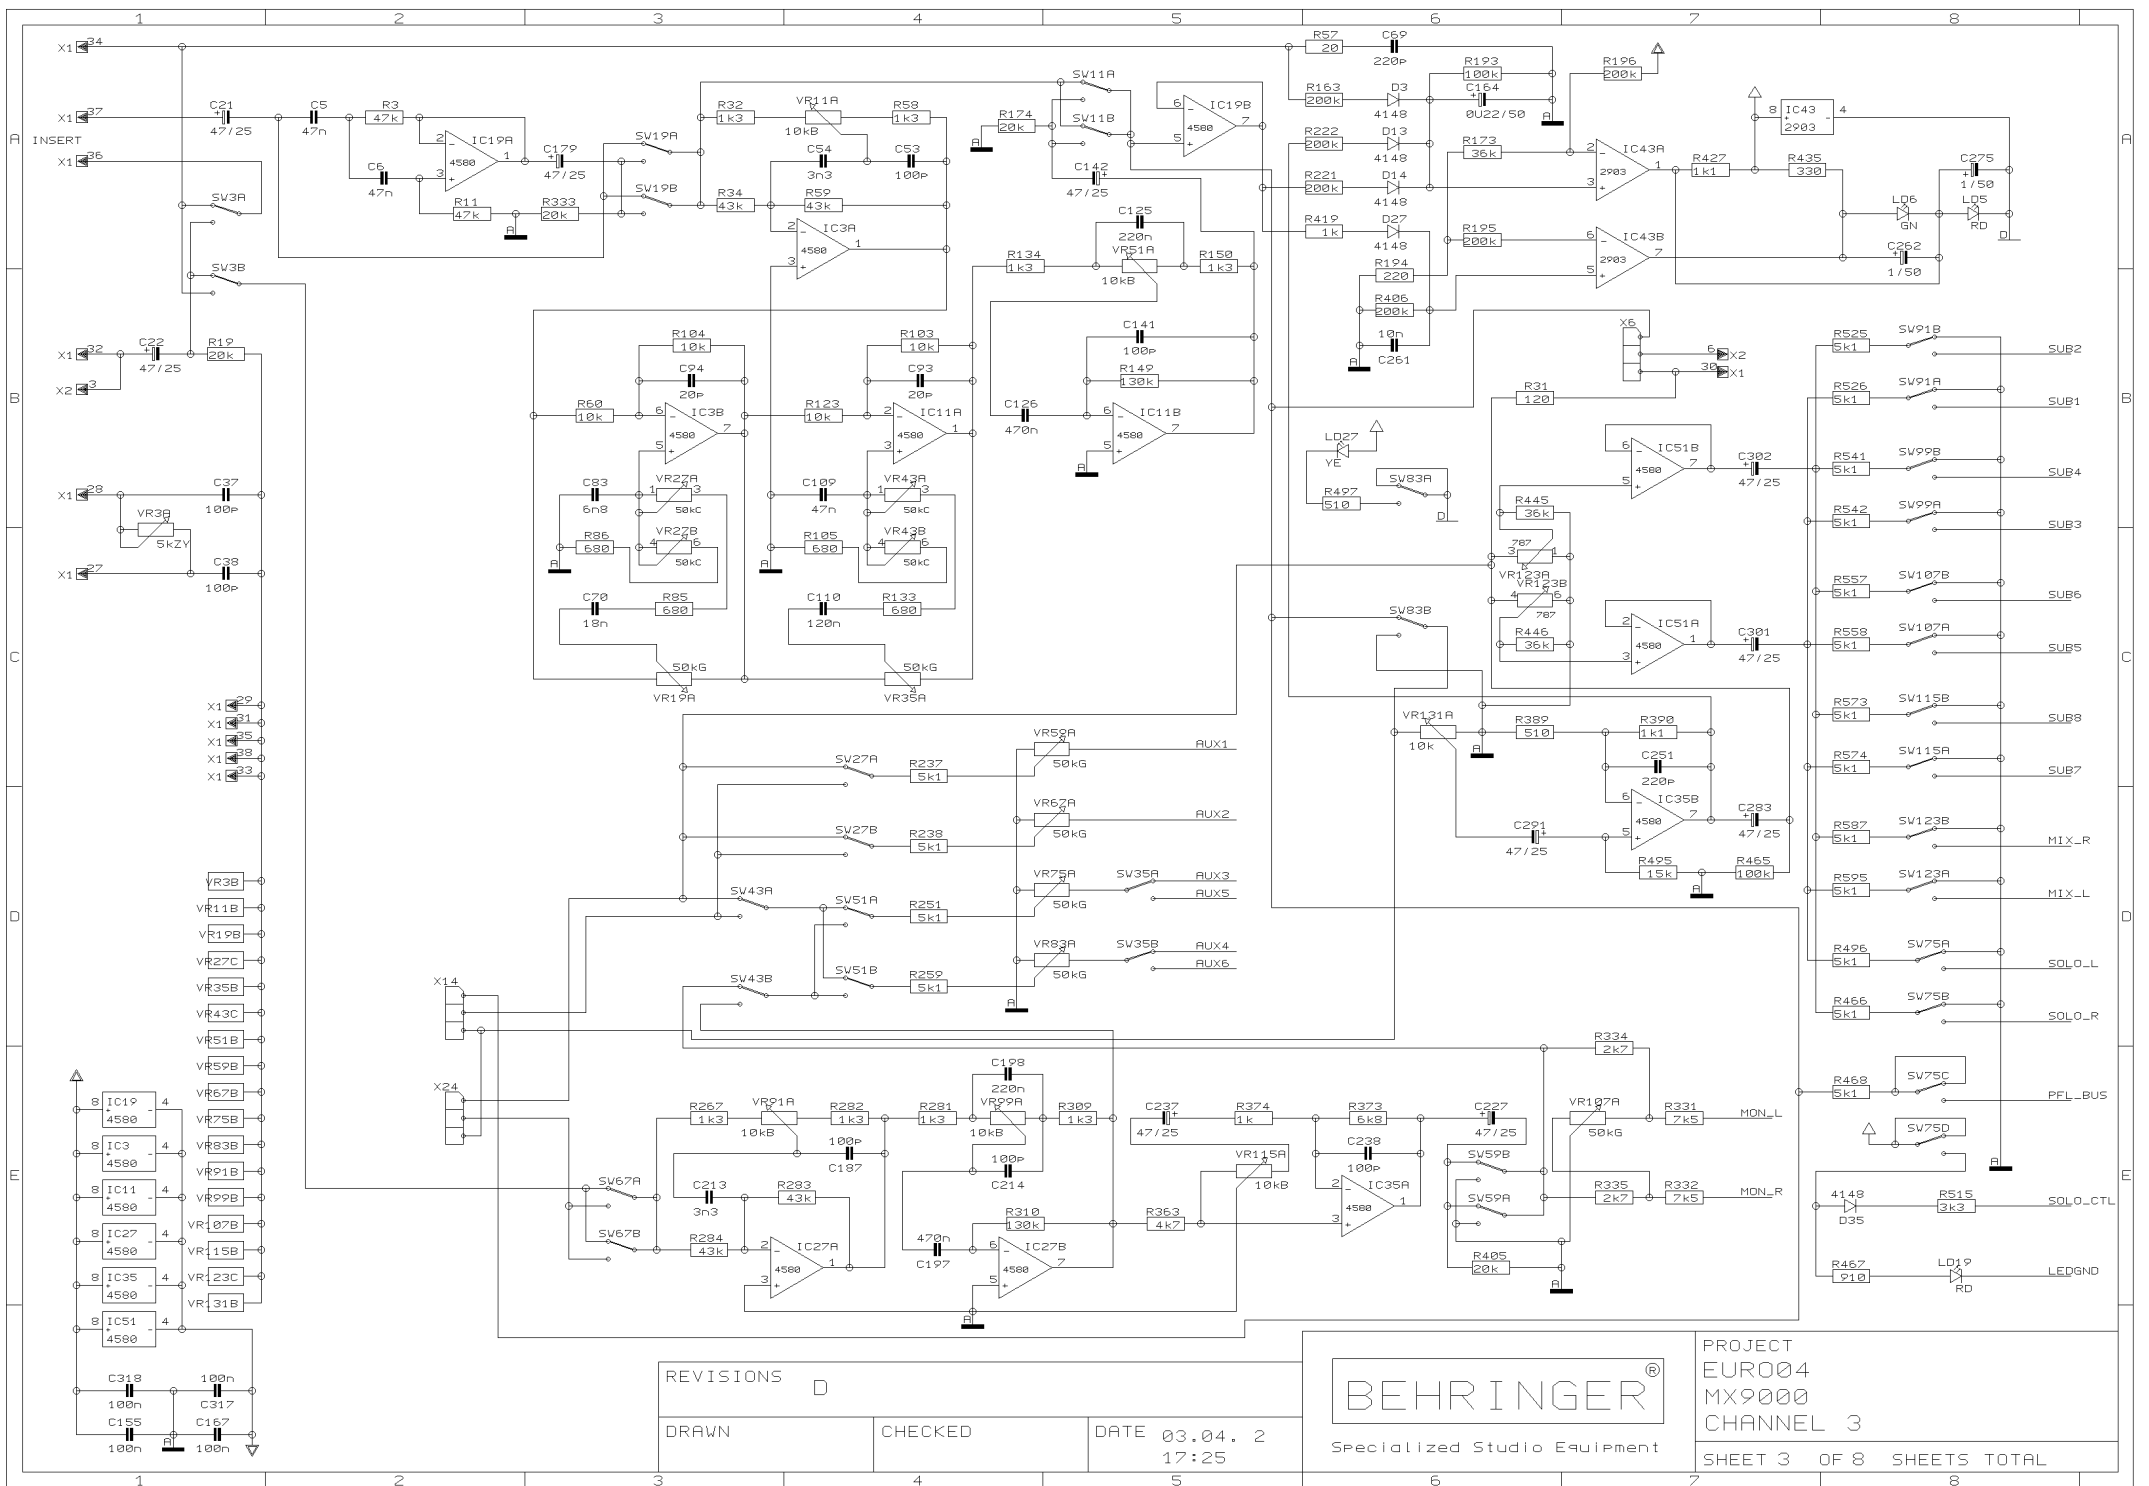 1 2 3 4 5 6 7 8
A
B
C
D
E
X1 34
X1 37
INSERT
X1 36
SW3A
SW3B
C21
47/25
C5
47n
R3
47k
C6
47n
IC19A
4580
R11
47k
R333
20k
C179
47/25
SW19A
SW19B
R32
1k3
VR11A
10kB
R58
1k3
C54
3n3
C53
100p
R34
43k
R59
43k
IC3A
4580
R174
20k
SW11A
SW11B
C142
47/25
IC19B
4580
C125
220n
R134
1k3
VR51A
10kB
R150
1k3
R57
20
C69
220p
R163
200k
D3
4148
R193
100k
C164
0U22/50
R196
200k
R222
200k
D13
4148
R173
36k
R221
200k
D14
4148
R419
1k
D27
4148
R195
200k
R194
220
R406
200k
10n
C261
IC43A
2903
IC43B
2903
IC43
2903
R427
1k1
R435
330
C275
1/50
LD6
GN
LD5
RD
C262
1/50
X1 32
X2 3
C22
47/25
R19
20k
R104
10k
C94
20p
R60
10k
IC3B
4580
R103
10k
C93
20p
R123
10k
IC11A
4580
C126
470n
C141
100p
R149
130k
IC11B
4580
X6
6 X2
30 X1
R31
120
LD27
YE
R497
510
SW83A
IC51B
4580
C302
47/25
R525
5k1
SW91B
SUB2
R526
5k1
SW91A
SUB1
R541
5k1
SW99B
SUB4
R542
5k1
SW99A
SUB3
X1 28
C37
100p
VR3A
5kZY
X1 27
C38
100p
C83
6n8
VR27A
50kC
R86
680
VR27B
50kC
C70
18n
R85
680
C109
47n
VR43A
50kC
R105
680
VR43B
50kC
C110
120n
R133
680
50kG
VR19A
50kG
VR35A
R445
36k
787
VR123A
VR123B
787
R446
36k
SW83B
IC51A
4580
C301
47/25
R557
5k1
SW107B
SUB6
R558
5k1
SW107A
SUB5
R573
5k1
SW115B
SUB8
R574
5k1
SW115A
SUB7
X1 29
X1 31
X1 35
X1 38
X1 33
VR131A
10k
R389
510
R390
1k1
C251
220p
IC35B
4580
C283
47/25
C291
47/25
R495
15k
R465
100k
R587
5k1
SW123B
MIX_R
R595
5k1
SW123A
MIX_L
R496
5k1
SW75A
SOLO_L
R466
5k1
SW75B
SOLO_R
SW27A
R237
5k1
VR59A
50kG
AUX1
SW27B
R238
5k1
VR67A
50kG
AUX2
SW43A
SW51A
R251
5k1
VR75A
50kG
SW35A
AUX3
AUX5
SW43B
SW51B
R259
5k1
VR83A
50kG
SW35B
AUX4
AUX6
X14
X24
VR3B
VR11B
VR19B
VR27C
VR35B
VR43C
VR51B
VR59B
VR67B
VR75B
VR83B
VR91B
VR99B
VR107B
VR115B
VR123C
VR131B
8 IC19 4
4580
8 IC3 4
4580
8 IC11 4
4580
8 IC27 4
4580
8 IC35 4
4580
8 IC51 4
4580
C318
100n
100n
C317
C155
100n
C167
100n
SW67A
SW67B
R267
1k3
VR91A
10kB
R282
1k3
100p
C187
C213
3n3
R283
43k
R284
43k
IC27A
4580
R281
1k3
C198
220n
VR99A
10kB
R309
1k3
100p
C214
R310
130k
470n
C197
IC27B
4580
C237
47/25
R363
4k7
R374
1k
VR115A
10kB
R373
6k8
C238
100p
IC35A
4580
C227
47/25
SW59B
SW59A
R405
20k
R334
2k7
R335
2k7
VR107A
50kG
R331
7k5
MON_L
R332
7k5
MON_R
R468
5k1
SW75C
PFL_BUS
SW75D
4148
D35
R515
3k3
SOLO_CTL
R467
910
LD19
RD
LEDGND
REVISIONS D
DRAWN
CHECKED
DATE 03.04. 2
17:25
BEHRINGER ®
Specialized Studio Equipment
PROJECT
EURO04
MX9000
CHANNEL 3
SHEET 3 OF 8 SHEETS TOTAL
1 2 3 4 5 6 7 8